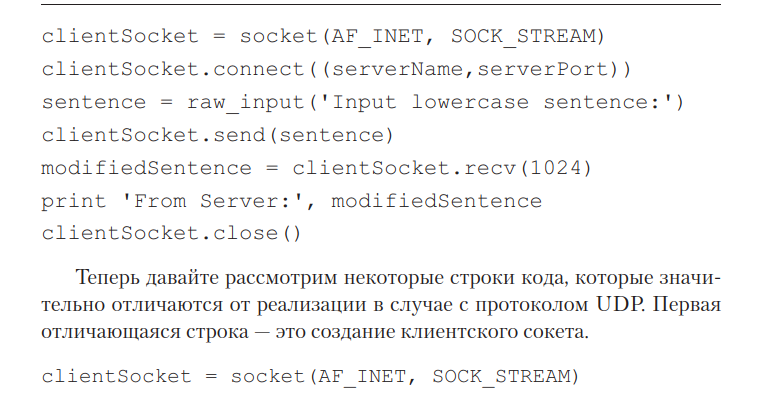 clientSocket = socket(AF_INET, SOCK_STREAM)
clientSocket.connect((serverName,serverPort))
sentence = raw_input('Input lowercase sentence:')
clientSocket.send(sentence)
modifiedSentence = clientSocket.recv(1024)
print 'From Server:', modifiedSentence
clientSocket.close()
Теперь давайте рассмотрим некоторые строки кода, которые значи-
тельно отличаются от реализации в случае с протоколом UDP. Первая
отличающаяся строка — это создание клиентского сокета.
clientSocket = socket(AF_INET, SOCK_STREAM)